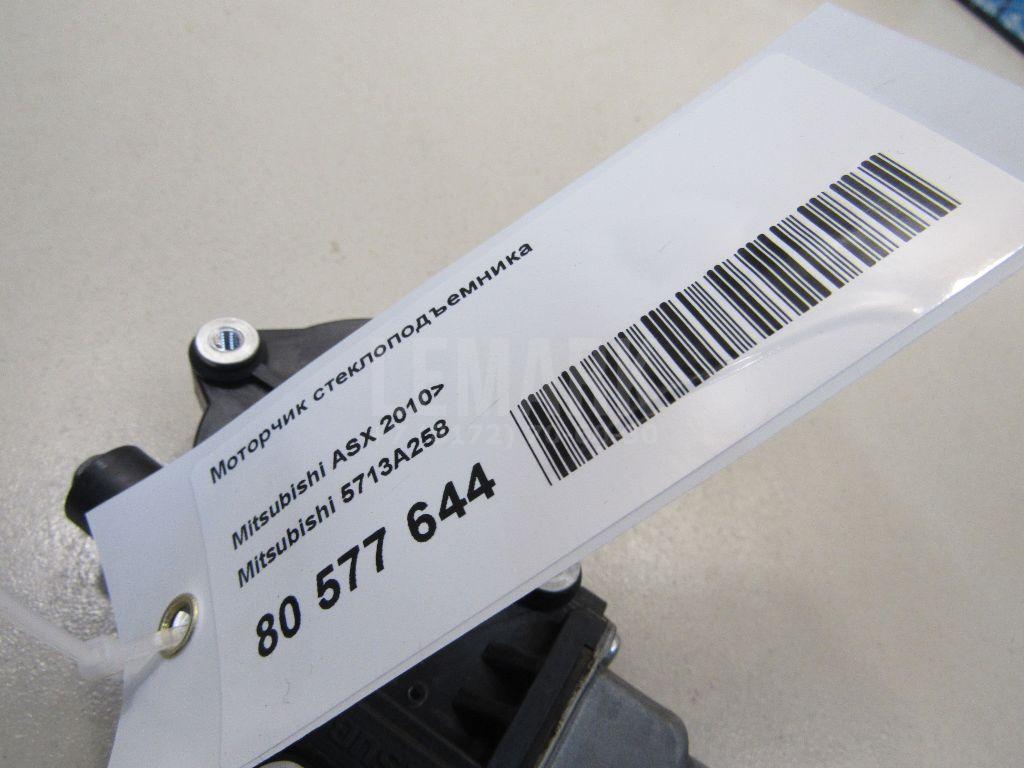 Моторчик стеклоподъемника
Mitsubishi ASX 2010>
Mitsubishi 5713A258
80 577 644